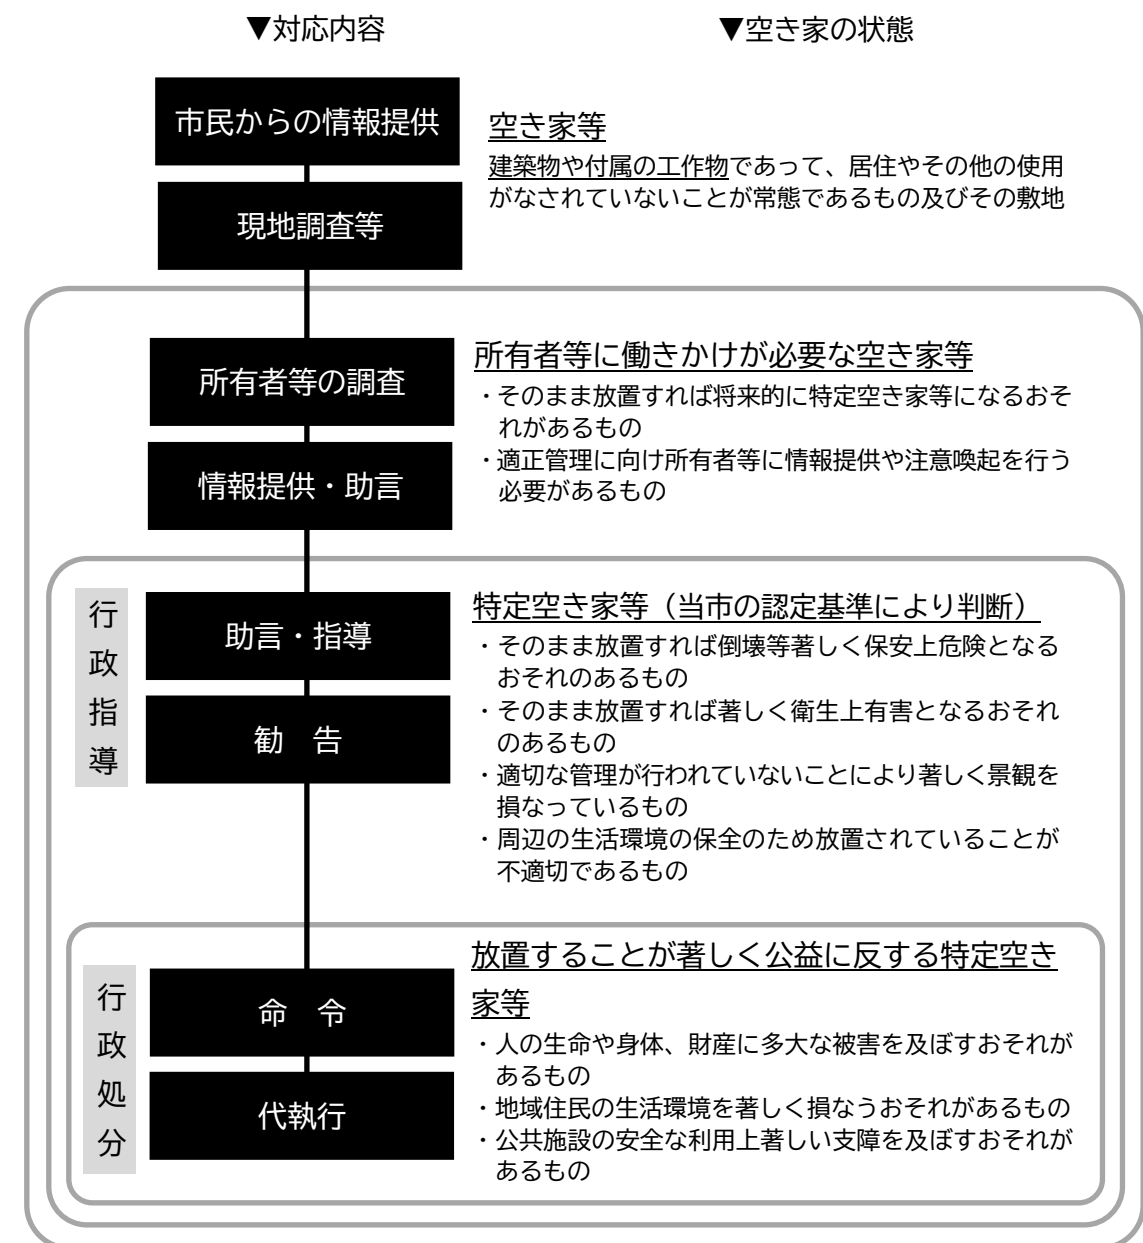 ▼対応内容
▼空き家の状態
市民からの情報提供
現地調査等
空き家等
建築物や付属の工作物であって、居住やその他の使用
がなされていないことが常態であるもの及びその敷地
所有者等の調査
情報提供・助言
所有者等に働きかけが必要な空き家等
・そのまま放置すれば将来的に特定空き家等になるおそ
れがあるもの
・適正管理に向け所有者等に情報提供や注意喚起を行う
必要があるもの
行政指導
助言・指導
勧　告
特定空き家等（当市の認定基準により判断）
・そのまま放置すれば倒壊等著しく保安上危険となる
おそれのあるもの
・そのまま放置すれば著しく衛生上有害となるおそれ
のあるもの
・適切な管理が行われていないことにより著しく景観を
損なっているもの
・周辺の生活環境の保全のため放置されていることが
不適切であるもの
行政処分
命　令
代執行
放置することが著しく公益に反する特定空き
家等
・人の生命や身体、財産に多大な被害を及ぼすおそれが
あるもの
・地域住民の生活環境を著しく損なうおそれがあるもの
・公共施設の安全な利用上著しい支障を及ぼすおそれが
あるもの